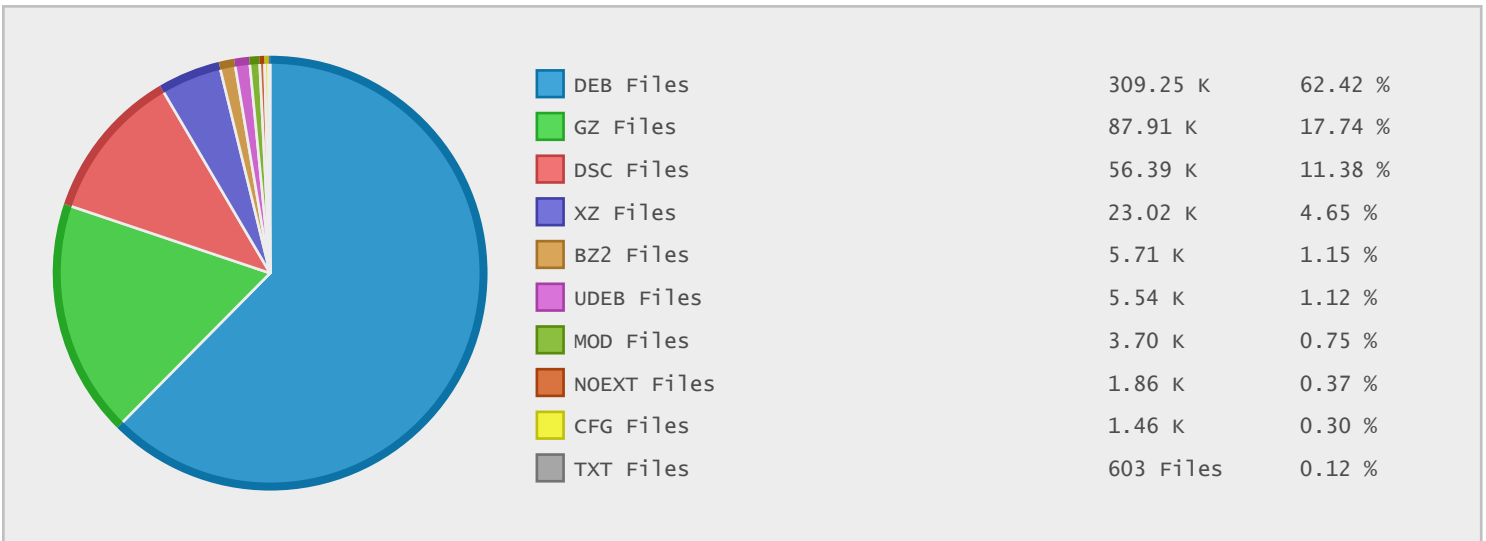 DEB Files 309.25 K 62.42 %
GZ Files 87.91 K 17.74 %
DSC Files 56.39 K 11.38 %
XZ Files 23.02 K 4.65 %
BZ2 Files 5.71 K 1.15 %
UDEB Files 5.54 K 1.12 %
MOD Files 3.70 K 0.75 %
NOEXT Files 1.86 K 0.37 %
CFG Files 1.46 K 0.30 %
TXT Files 603 Files 0.12 %